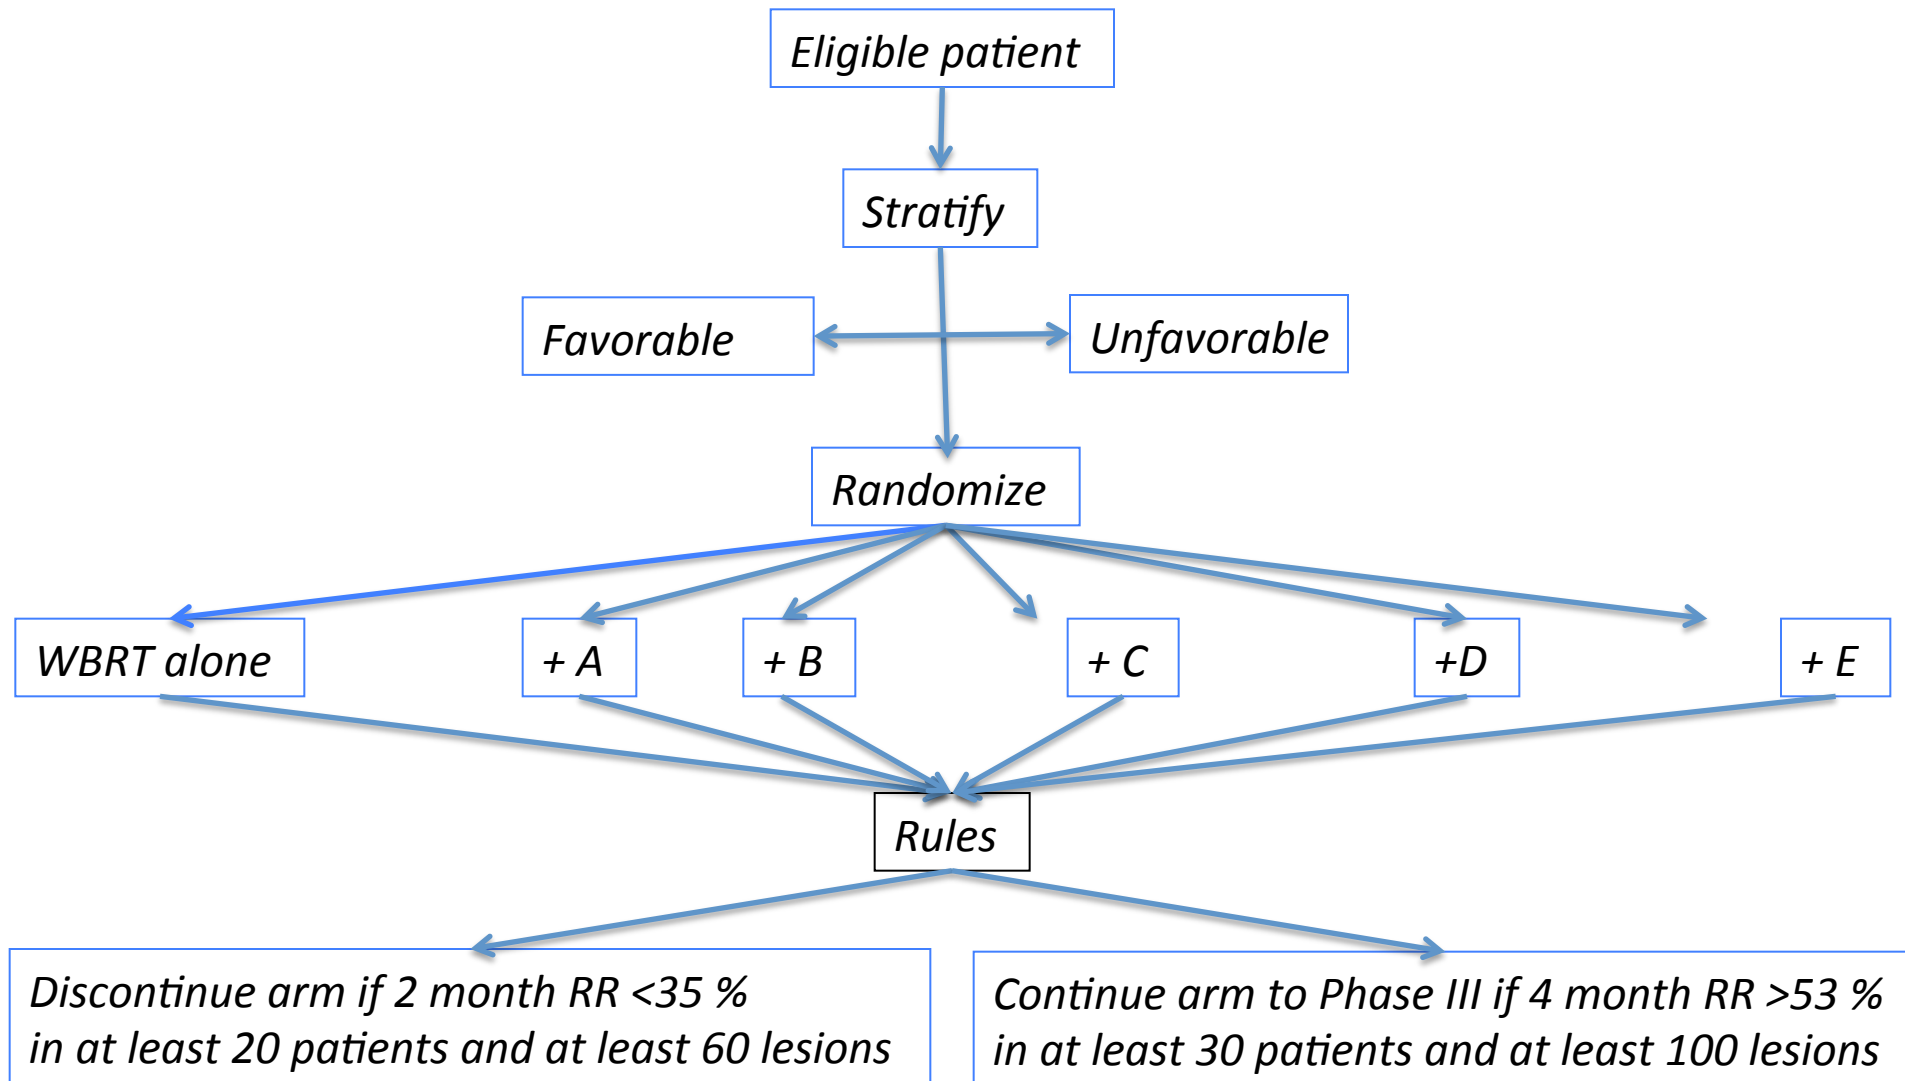 Eligible patient
Stratify
Favorable
Unfavorable
Randomize
WBRT alone
+ A
+ B
+ C
+D
+ E
Rules
Discontinue arm if 2 month RR <35 %
in at least 20 patients and at least 60 lesions
Continue arm to Phase III if 4 month RR >53 %
in at least 30 patients and at least 100 lesions